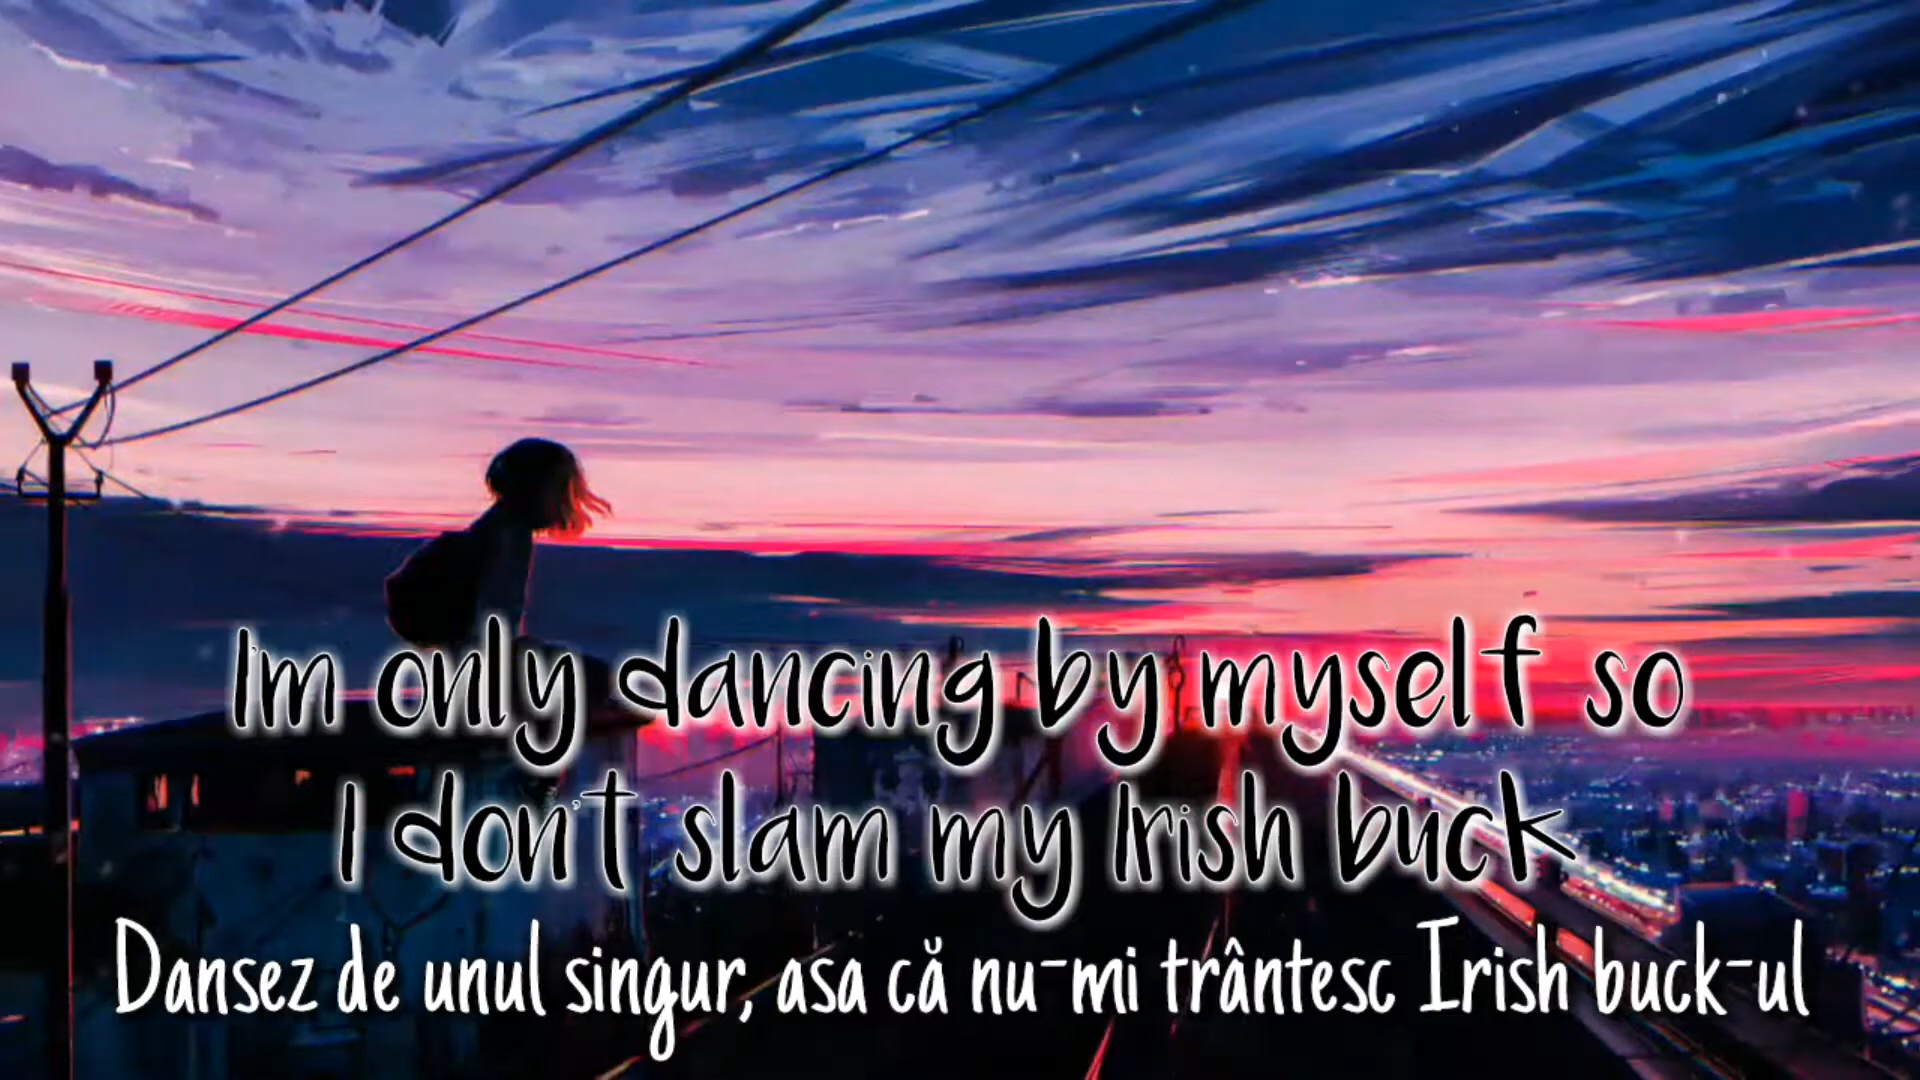 I'm only dancing by myself so
I don't slam my Irish buck
Dansez de unul singur, asa că nu-mi trântesc Irish buck-ul